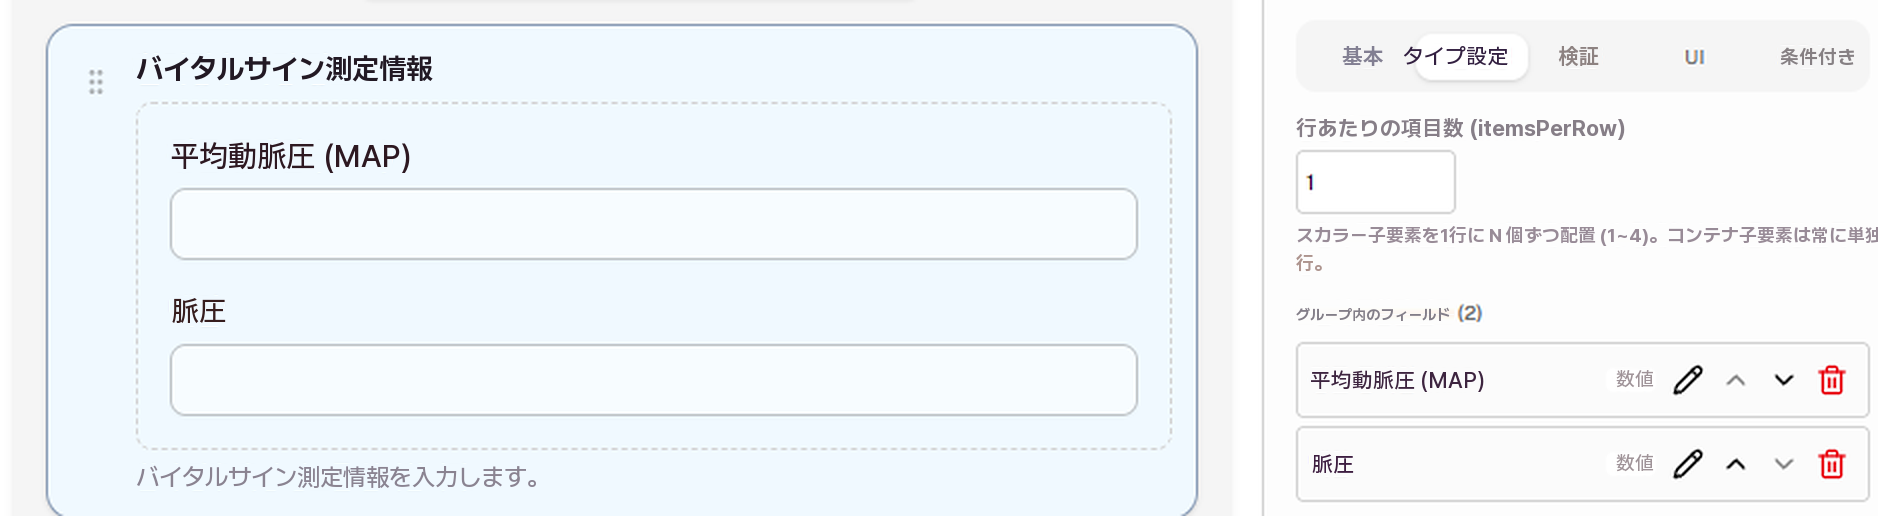 バイタルサイン測定情報
平均動脈圧 (MAP)
脈圧
バイタルサイン測定情報を入力します。
基本 タイプ設定 検証 UI 条件付き
行あたりの項目数 (itemsPerRow)
1
スカラー子要素を1行に N 個ずつ配置 (1~4)。コンテナ子要素は常に単独
行。
グループ内のフィールド (2)
平均動脈圧 (MAP) 数値
脈圧 数値